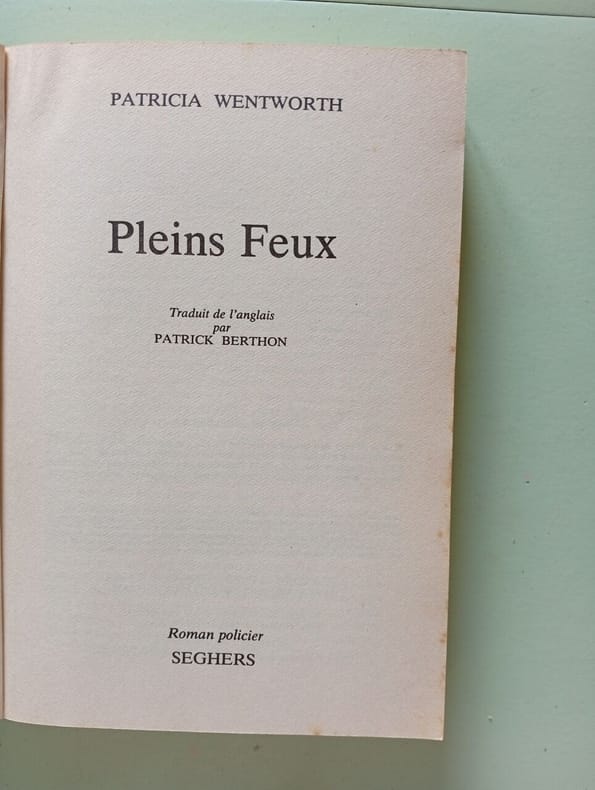 PATRICIA WENTWORTH
Pleins Feux
Traduit de l'anglais
par
PATRICK BERTHON
Roman policier
SEGHERS